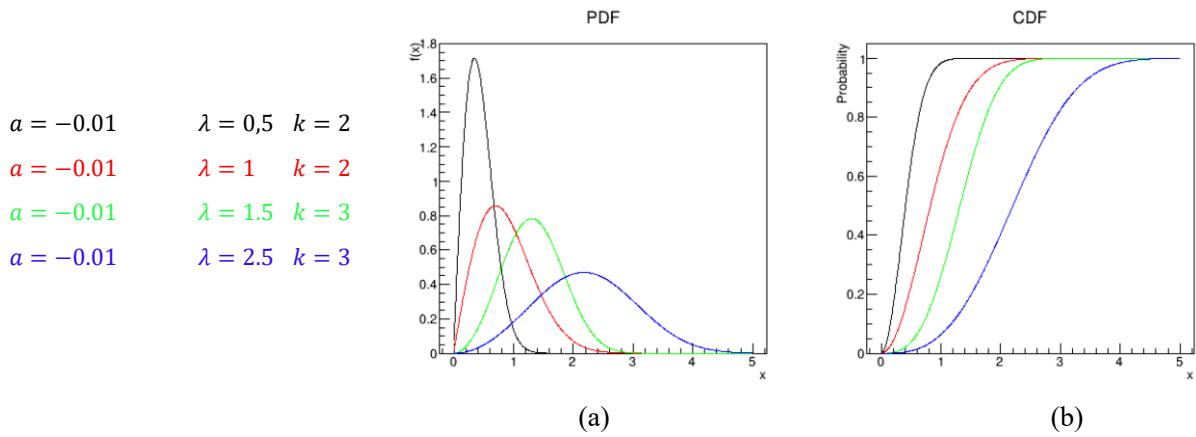 a = −0.01 λ = 0,5 k = 2
a = −0.01 λ = 1 k = 2
a = −0.01 λ = 1.5 k = 3
a = −0.01 λ = 2.5 k = 3
PDF
f(x)
1.8
1.6
1.4
1.2
1
0.8
0.6
0.4
0.2
0
0 1 2 3 4 5
x
(a)
CDF
Probability
1
0.8
0.6
0.4
0.2
0
0 1 2 3 4 5
x
(b)